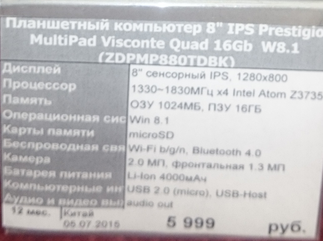 Планшетный компьютер 8" IPS Prestigio
MultiPad Visconte Quad 16Gb W8.1
(ZDPMP880TDBK)
Дисплей 8" сенсорный IPS, 1280x800
Процессор 1330~1830МГц x4 Intel Atom Z3735
Память ОЗУ 1024МБ, ПЗУ 16ГБ
Операционная сис Win 8.1
Карты памяти microSD
Беспроводная связ Wi-Fi b/g/n, Bluetooth 4.0
Камера 2.0 МП, фронтальная 1.3 МП
Батарея питания Li-Ion 4000мАч
Компьютерные ин USB 2.0 (micro), USB-Host
Аудио и видео вых audio out
12 мес. Китай
05.07.2015 5 999 руб.